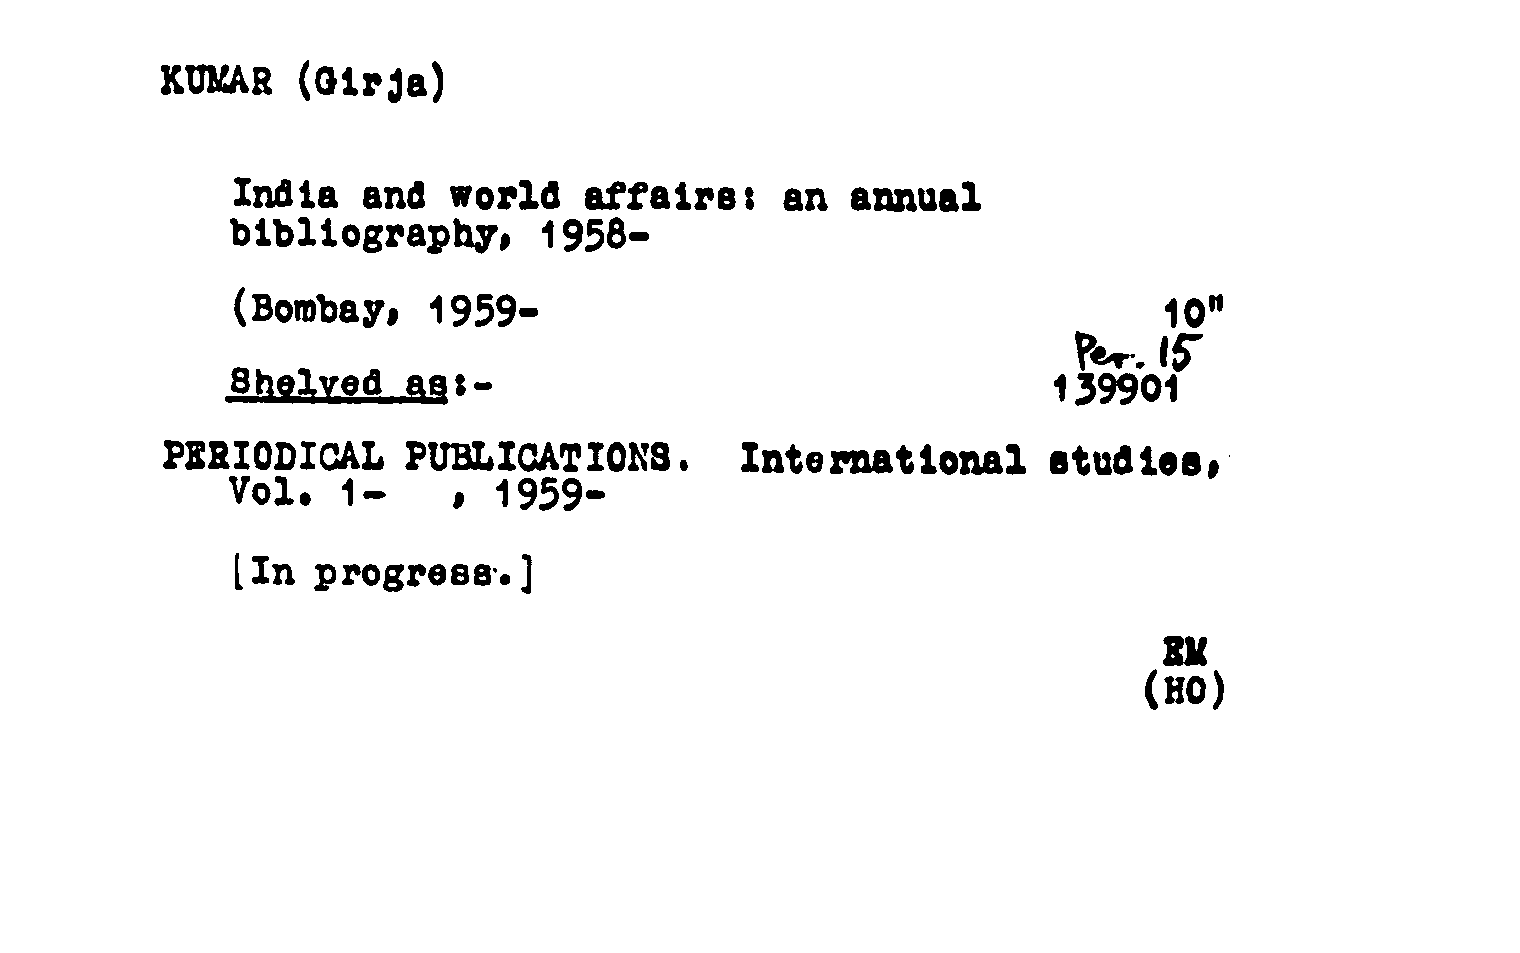 KUMAR (Girja)
India and world affairs: an annual
bibliography, 1958-
(Bombay, 1959- 10"
Per. 15
Shelved as:- 139901
PERIODICAL PUBLICATIONS. International studies,
Vol. 1- , 1959-
[In progress.]
EM
(HO)